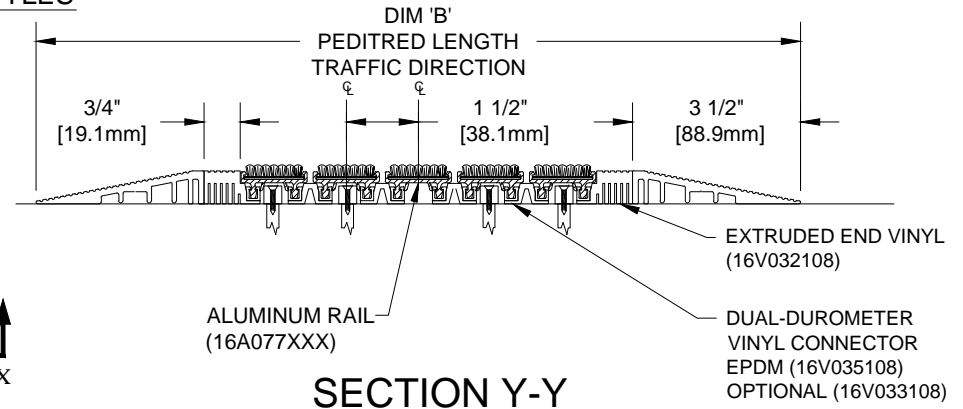 DIM 'B'
PEDITRED LENGTH
TRAFFIC DIRECTION
℄ ℄
3/4"
[19.1mm]
1 1/2"
[38.1mm]
3 1/2"
[88.9mm]
EXTRUDED END VINYL
(16V032108)
ALUMINUM RAIL
(16A077XXX)
DUAL-DUROMETER
VINYL CONNECTOR
EPDM (16V035108)
OPTIONAL (16V033108)
SECTION Y-Y